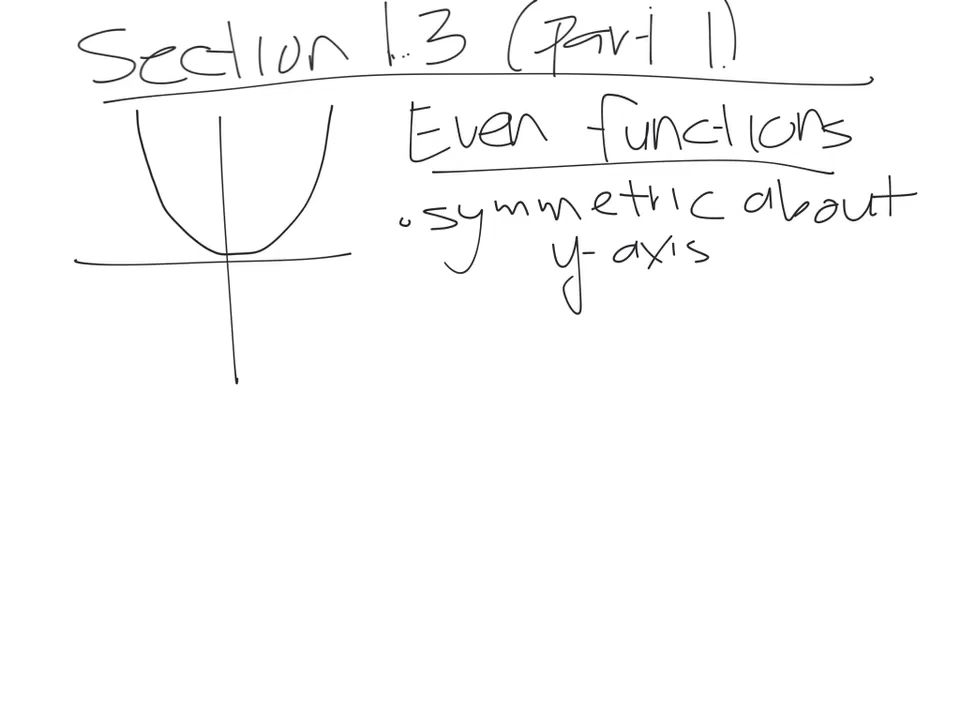 Section 1.3 (Part 1)
Even functions
. symmetric about
y-axis